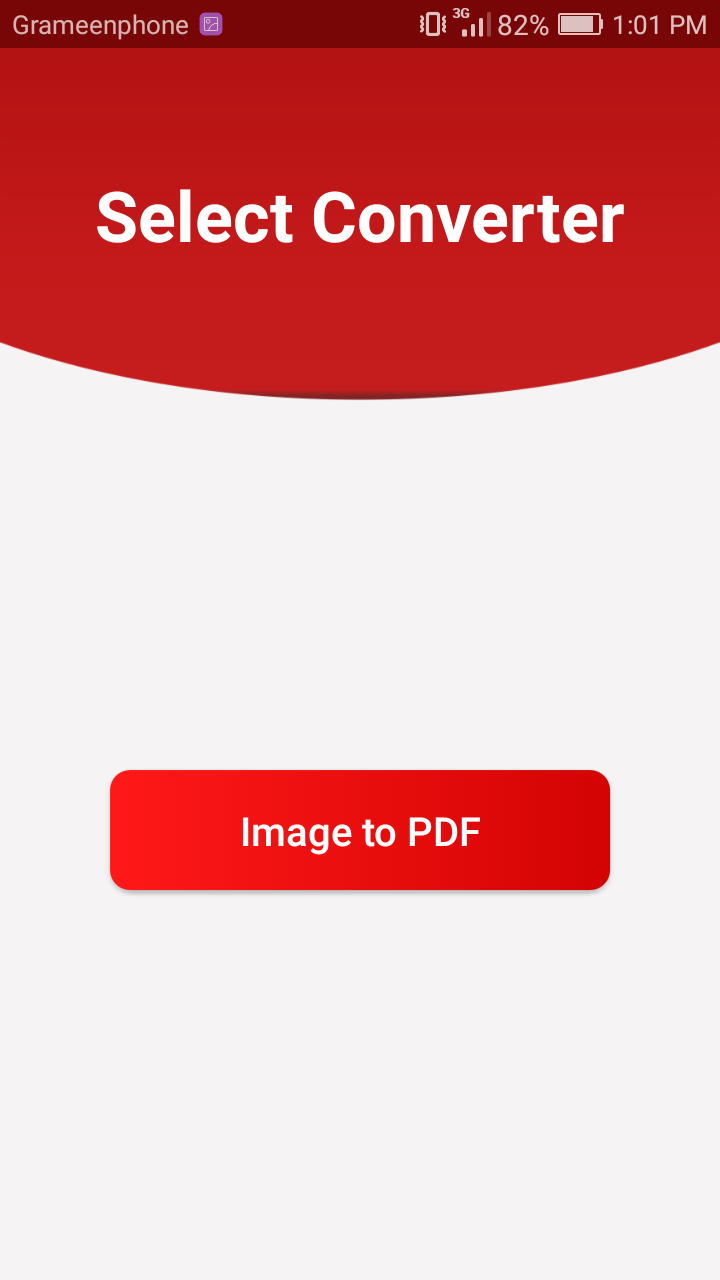 Grameenphone 3G 82% 1:01 PM
Select Converter
Image to PDF